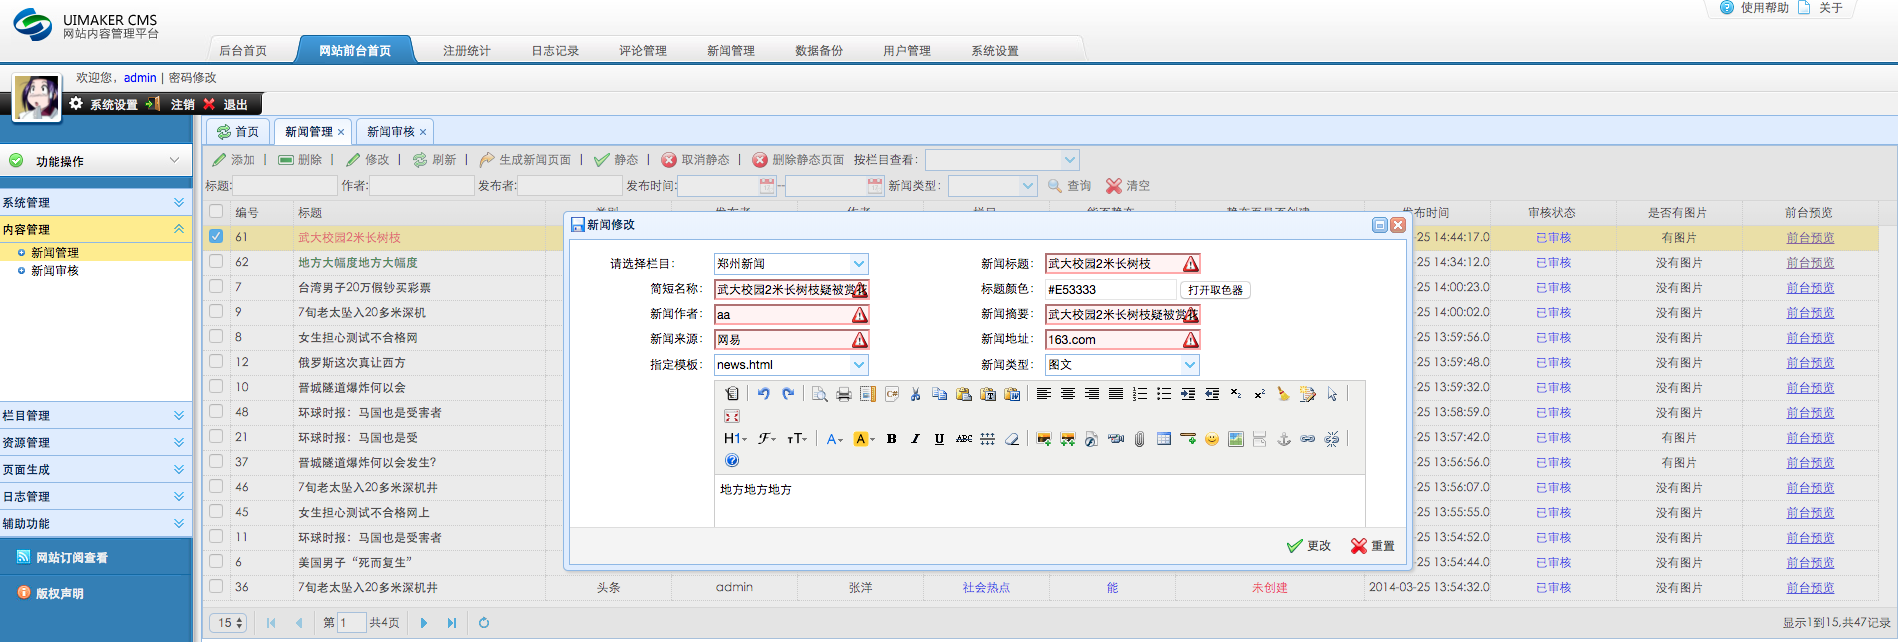 UIMAKER CMS
网站内容管理平台
使用帮助 关于
后台首页 网站前台首页 注册统计 日志记录 评论管理 新闻管理 数据备份 用户管理 系统设置
欢迎您，admin | 密码修改
系统设置 注销 退出
功能操作
系统管理
内容管理
新闻管理
新闻审核
栏目管理
资源管理
页面生成
日志管理
辅助功能
网站订阅查看
版权声明
首页 新闻管理 × 新闻审核 ×
添加 | 删除 | 修改 | 刷新 | 生成新闻页面 | 静态 | 取消静态 | 删除静态页面 按栏目查看:
标题: 作者: 发布者: 发布时间: -- 新闻类型: 查询 清空
编号 标题 布时间 审核状态 是否有图片 前台预览
61 武大校园2米长树枝 -25 14:44:17.0 已审核 有图片 前台预览
62 地方大幅度地方大幅度 -25 14:34:12.0 已审核 没有图片 前台预览
7 台湾男子20万假钞买彩票 -25 14:00:23.0 已审核 没有图片 前台预览
9 7旬老太坠入20多米深机 -25 14:00:02.0 已审核 没有图片 前台预览
8 女生担心测试不合格网 -25 13:59:56.0 已审核 没有图片 前台预览
12 俄罗斯这次真让西方 -25 13:59:48.0 已审核 没有图片 前台预览
10 晋城隧道爆炸何以会 -25 13:59:32.0 已审核 没有图片 前台预览
48 环球时报：马国也是受害者 -25 13:58:59.0 已审核 没有图片 前台预览
21 环球时报：马国也是受 -25 13:57:42.0 已审核 有图片 前台预览
37 晋城隧道爆炸何以会发生? -25 13:56:56.0 已审核 有图片 前台预览
46 7旬老太坠入20多米深机井 -25 13:56:07.0 已审核 没有图片 前台预览
45 女生担心测试不合格网上 -25 13:55:55.0 已审核 没有图片 前台预览
11 环球时报：马国也是受害者 -25 13:54:52.0 已审核 没有图片 前台预览
6 美国男子“死而复生” -25 13:54:44.0 已审核 没有图片 前台预览
36 7旬老太坠入20多米深机井 头条 admin 张洋 社会热点 能 未创建 2014-03-25 13:54:32.0 已审核 没有图片 前台预览
15 第 1 共4页 显示1到15,共47记录
新闻修改
请选择栏目： 郑州新闻 新闻标题： 武大校园2米长树枝
简短名称： 武大校园2米长树枝疑被赏花 标题颜色： #E53333 打开取色器
新闻作者： aa 新闻摘要： 武大校园2米长树枝疑被赏花
新闻来源： 网易 新闻地址： 163.com
指定模板： news.html 新闻类型： 图文
H1 F TT A A B I U ABC
地方地方地方
更改 重置